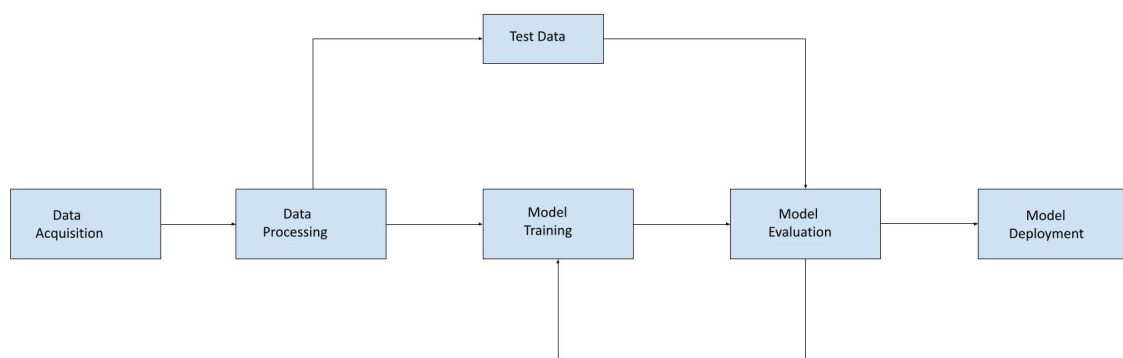 Test Data
Data
Acquisition
Data
Processing
Model
Training
Model
Evaluation
Model
Deployment